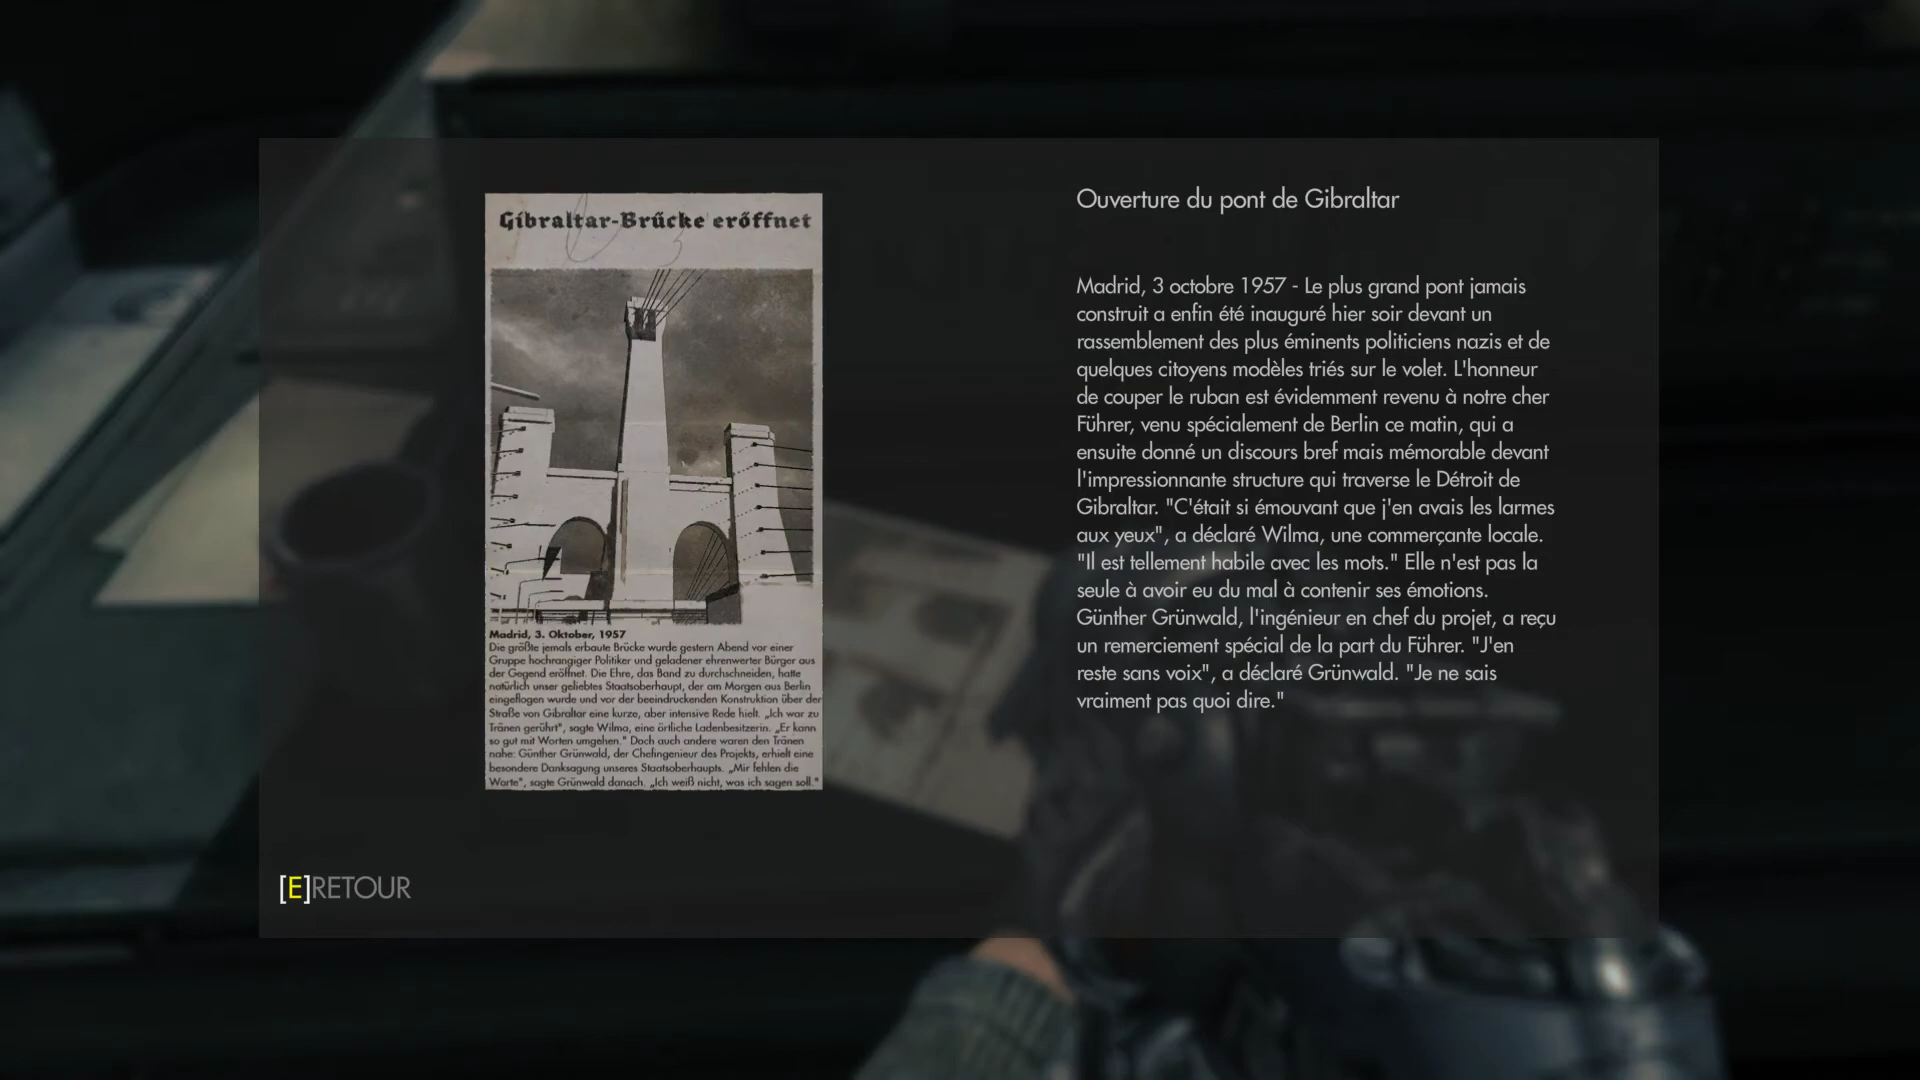 Gibraltar-Brücke eröffnet
Madrid, 3. Oktober, 1957
Die größte jemals erbaute Brücke wurde gestern Abend vor einer
Gruppe hochrangiger Politiker und geladener ehrenwerter Bürger aus
der Gegend eröffnet. Die Ehre, das Band zu durchschneiden, hatte
natürlich unser geliebtes Staatsoberhaupt, der am Morgen aus Berlin
eingeflogen wurde und vor der beeindruckenden Konstruktion über der
Straße von Gibraltar eine kurze, aber intensive Rede hielt. „Ich war zu
Tränen gerührt", sagte Wilma, eine örtliche Ladenbesitzerin. „Er kann
so gut mit Worten umgehen." Doch auch andere waren den Tränen
nahe: Günther Grünwald, der Chefingenieur des Projekts, erhielt eine
besondere Danksagung unseres Staatsoberhaupts. „Mir fehlen die
Worte", sagte Grünwald danach. „Ich weiß nicht, was ich sagen soll."
Ouverture du pont de Gibraltar
Madrid, 3 octobre 1957 - Le plus grand pont jamais
construit a enfin été inauguré hier soir devant un
rassemblement des plus éminents politiciens nazis et de
quelques citoyens modèles triés sur le volet. L'honneur
de couper le ruban est évidemment revenu à notre cher
Führer, venu spécialement de Berlin ce matin, qui a
ensuite donné un discours bref mais mémorable devant
l'impressionnante structure qui traverse le Détroit de
Gibraltar. "C'était si émouvant que j'en avais les larmes
aux yeux", a déclaré Wilma, une commerçante locale.
"Il est tellement habile avec les mots." Elle n'est pas la
seule à avoir eu du mal à contenir ses émotions.
Günther Grünwald, l'ingénieur en chef du projet, a reçu
un remerciement spécial de la part du Führer. "J'en
reste sans voix", a déclaré Grünwald. "Je ne sais
vraiment pas quoi dire."
[E]RETOUR